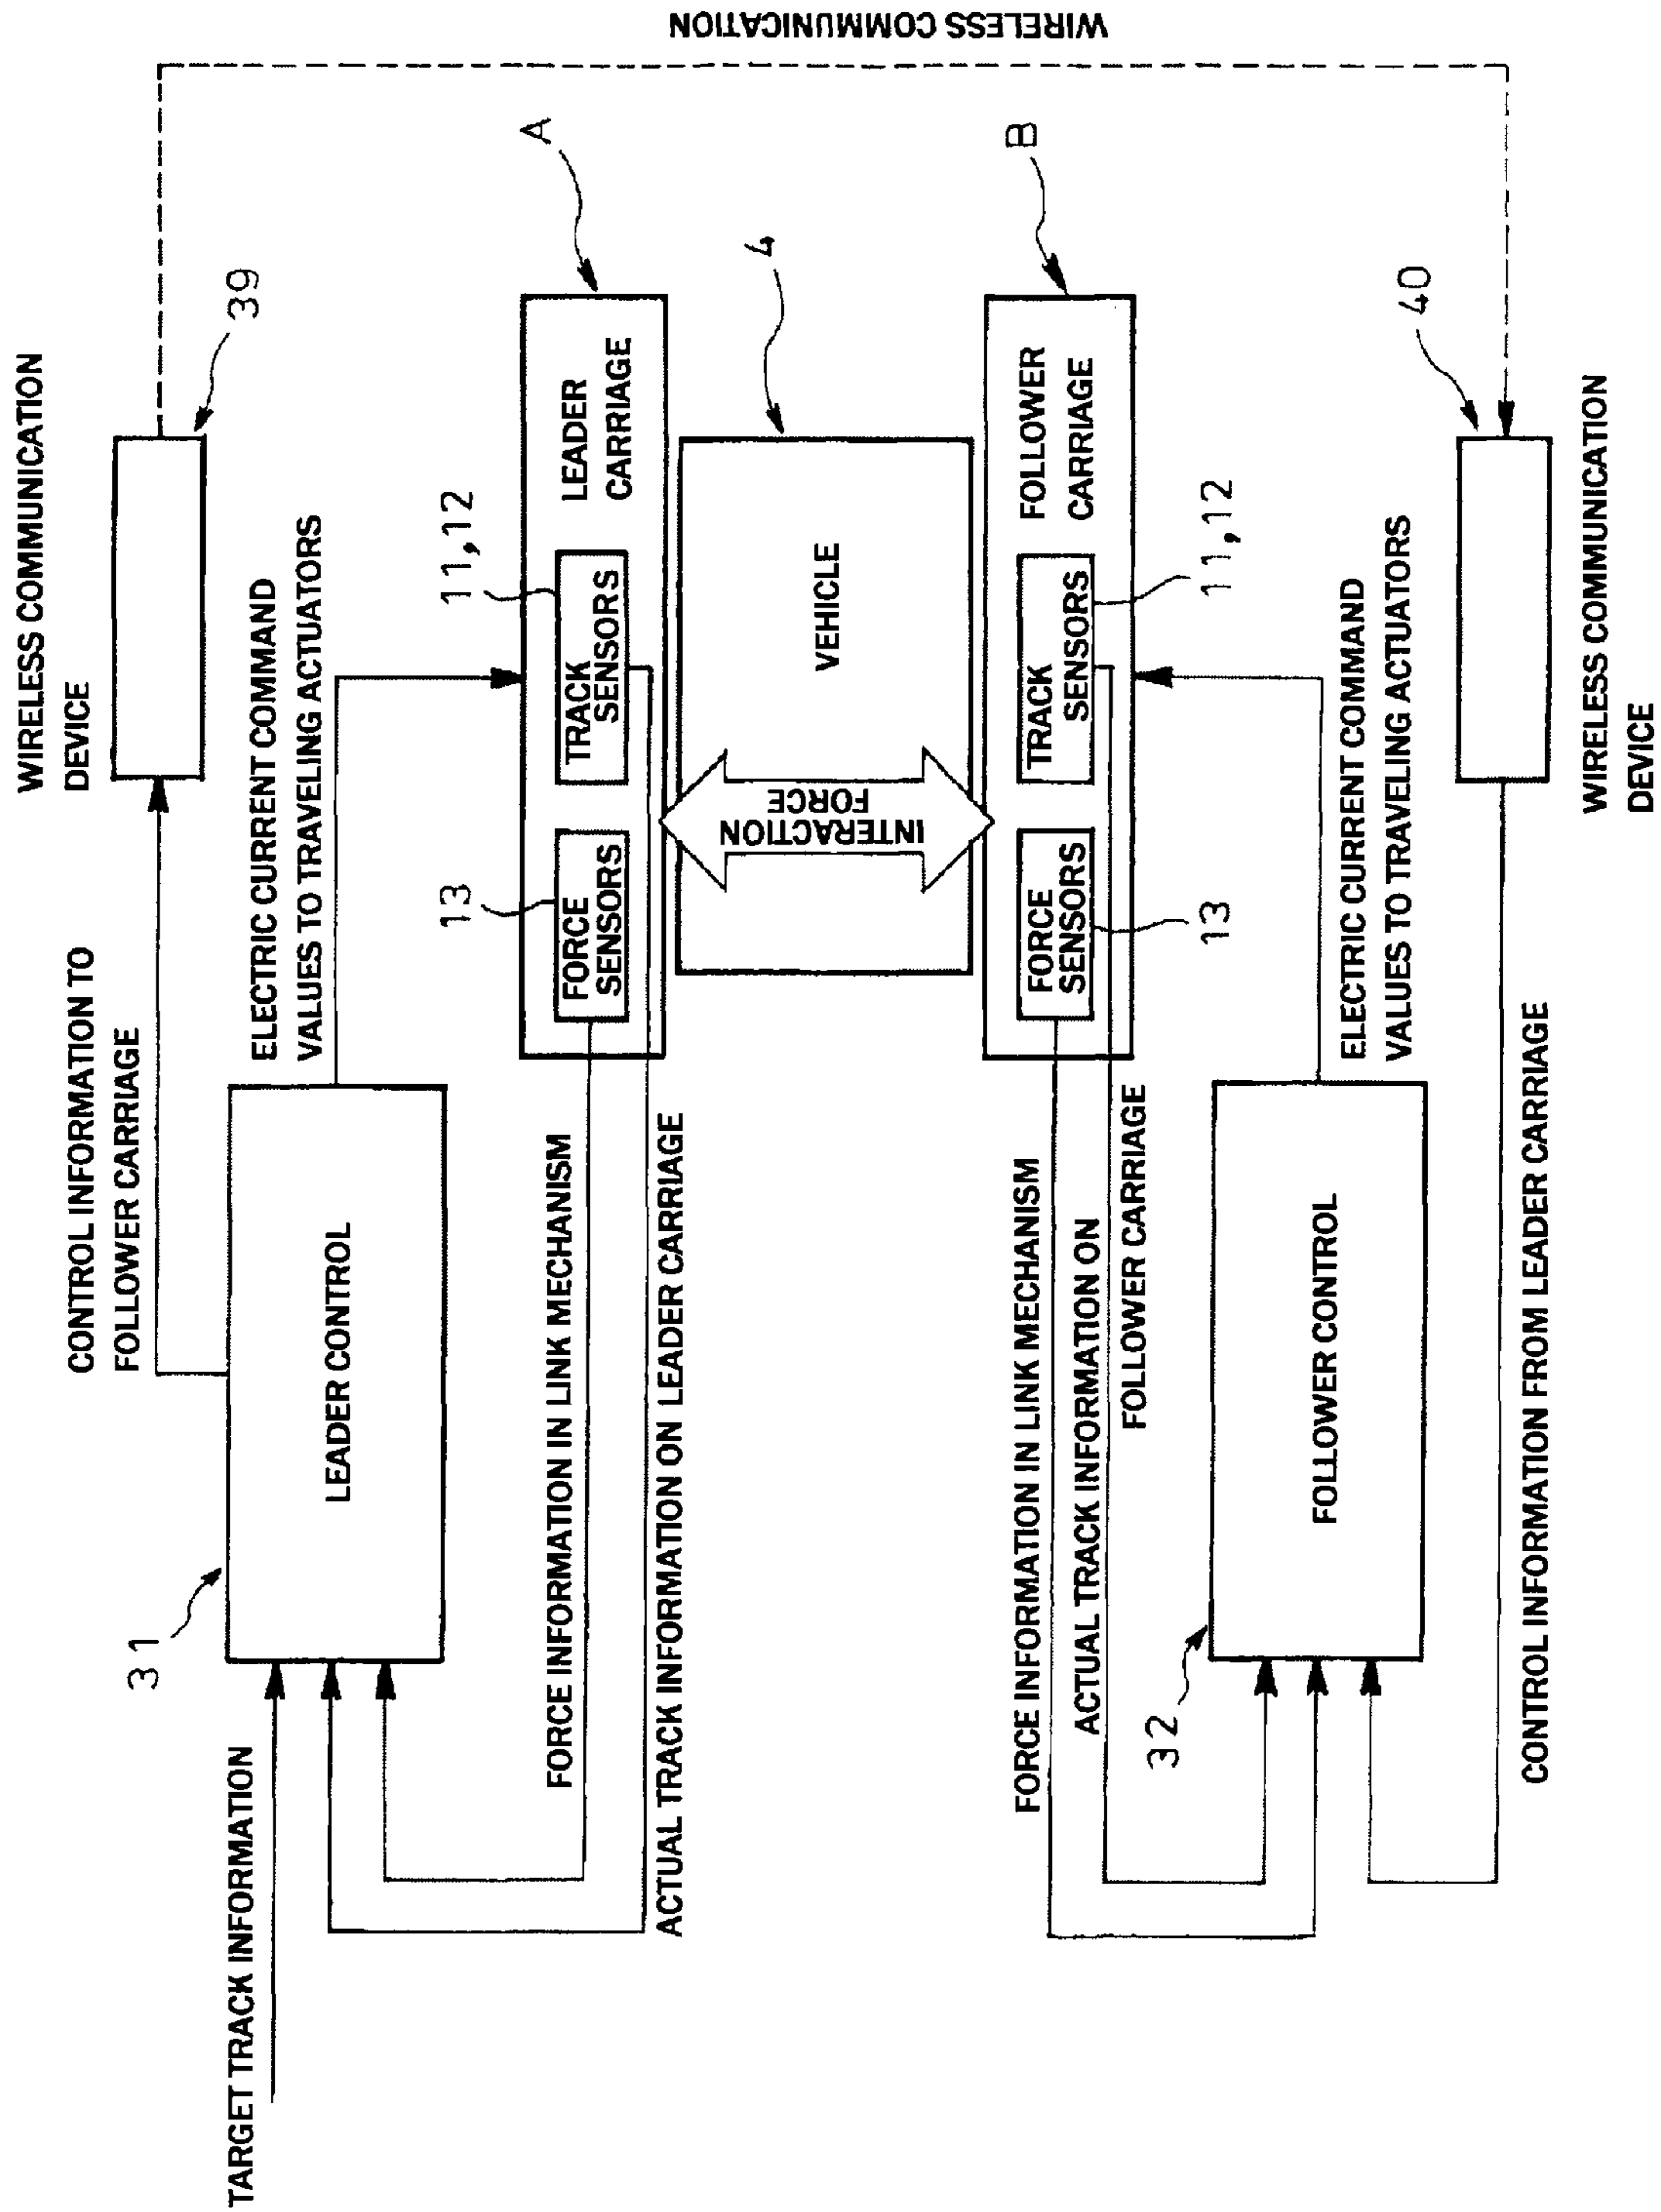 WIRELESS COMMUNICATION
DEVICE
39
CONTROL INFORMATION TO
FOLLOWER CARRIAGE
WIRELESS COMMUNICATION
ELECTRIC CURRENT COMMAND
VALUES TO TRAVELING ACTUATORS
31
TARGET TRACK INFORMATION
LEADER CONTROL
A
13
11,12
FORCE
SENSORS
TRACK
SENSORS
LEADER
CARRIAGE
FORCE INFORMATION IN LINK MECHANISM
ACTUAL TRACK INFORMATION ON LEADER CARRIAGE
4
INTERACTION
FORCE
VEHICLE
B
FORCE
SENSORS
TRACK
SENSORS
FOLLOWER
CARRIAGE
13
11,12
FORCE INFORMATION IN LINK MECHANISM
ACTUAL TRACK INFORMATION ON
FOLLOWER CARRIAGE
32
FOLLOWER CONTROL
ELECTRIC CURRENT COMMAND
VALUES TO TRAVELING ACTUATORS
40
CONTROL INFORMATION FROM LEADER CARRIAGE
WIRELESS COMMUNICATION
DEVICE